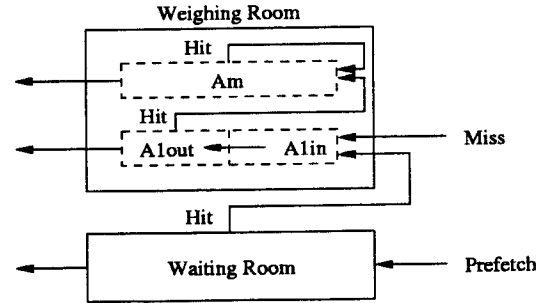 Weighing Room
Hit
Am
Hit
A1out
A1in
Miss
Hit
Waiting Room
Prefetch